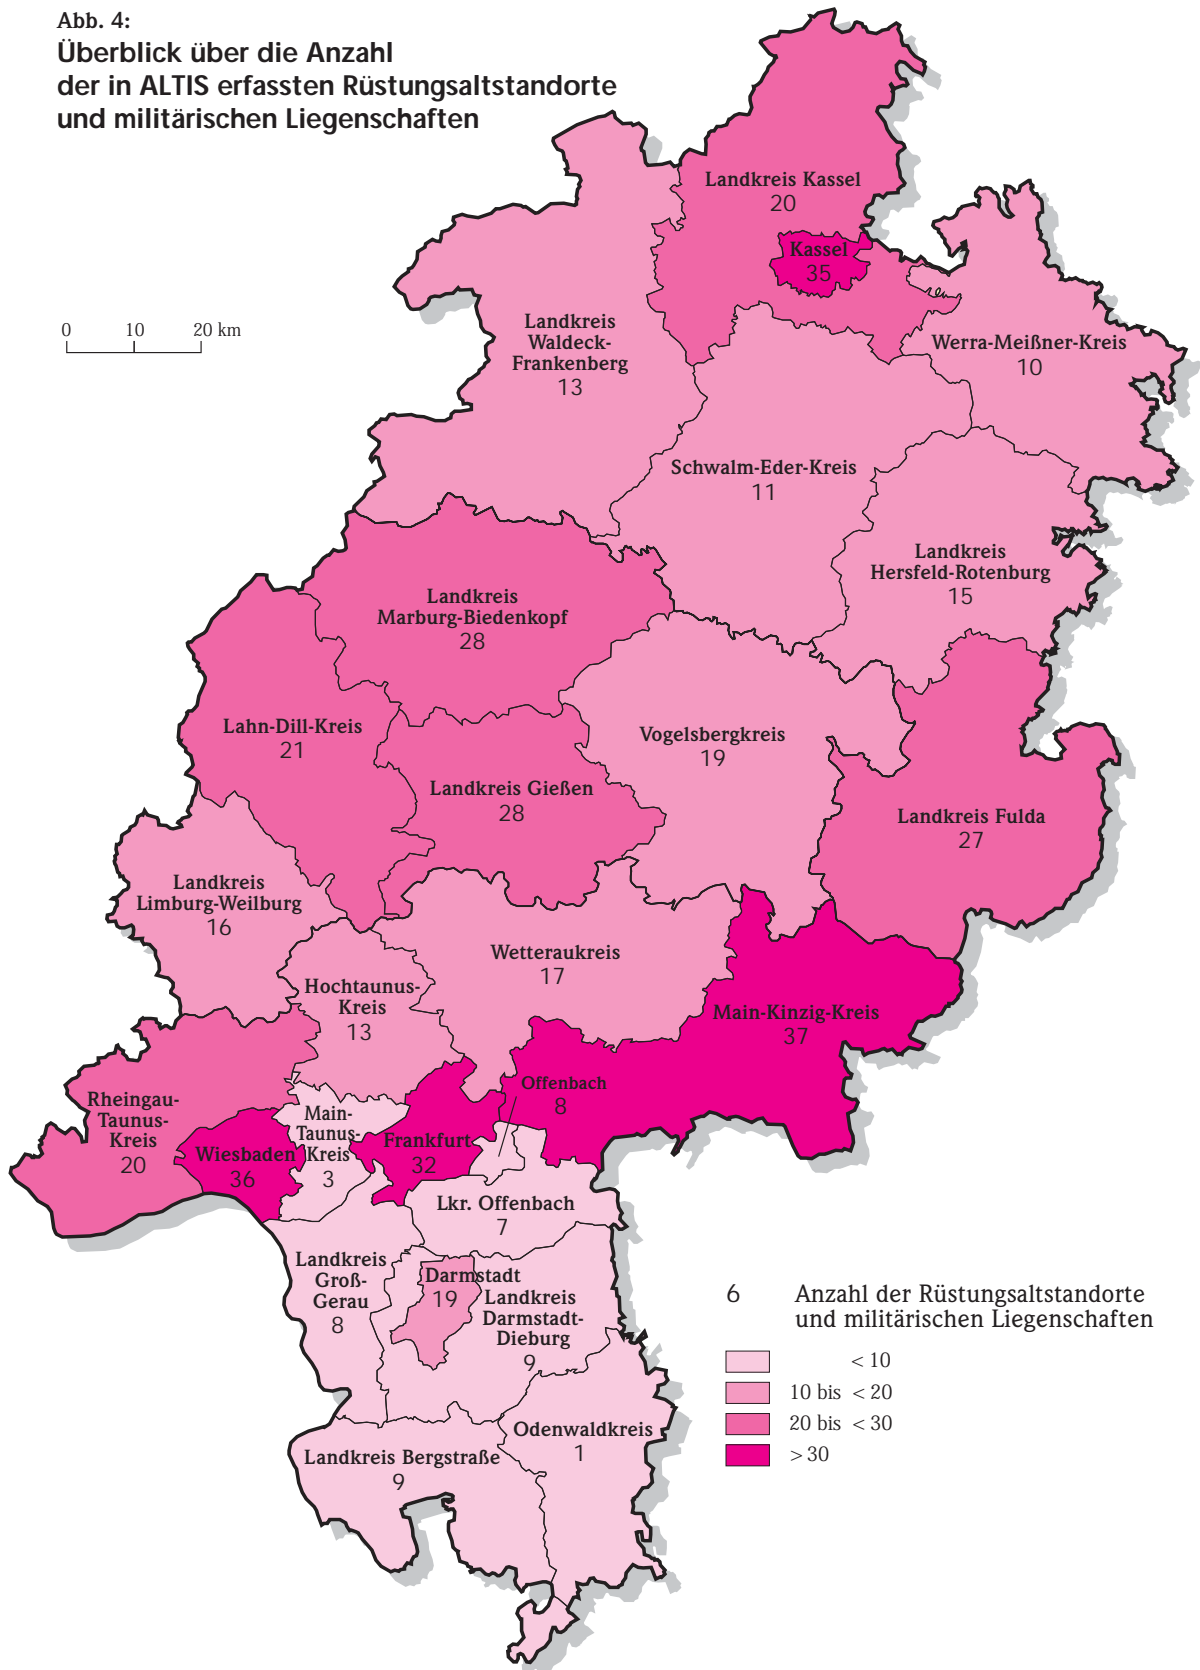 Abb. 4:
Überblick über die Anzahl
der in ALTIS erfassten Rüstungsaltstandorte
und militärischen Liegenschaften
0 10 20 km
Landkreis Kassel
20
Kassel
35
Landkreis
Waldeck-
Frankenberg
13
Werra-Meißner-Kreis
10
Schwalm-Eder-Kreis
11
Landkreis
Hersfeld-Rotenburg
15
Landkreis
Marburg-Biedenkopf
28
Lahn-Dill-Kreis
21
Vogelsbergkreis
19
Landkreis Gießen
28
Landkreis Fulda
27
Landkreis
Limburg-Weilburg
16
Wetteraukreis
17
Hochtaunus-
Kreis
13
Main-Kinzig-Kreis
37
Offenbach
8
Rheingau-
Taunus-
Kreis
20
Main-
Taunus-
Kreis
3
Wiesbaden
36
Frankfurt
32
Lkr. Offenbach
7
Landkreis
Groß-
Gerau
8
Darmstadt
19
Landkreis
Darmstadt-
Dieburg
9
Odenwaldkreis
1
Landkreis Bergstraße
9
6 Anzahl der Rüstungsaltstandorte
und militärischen Liegenschaften
< 10
10 bis < 20
20 bis < 30
> 30